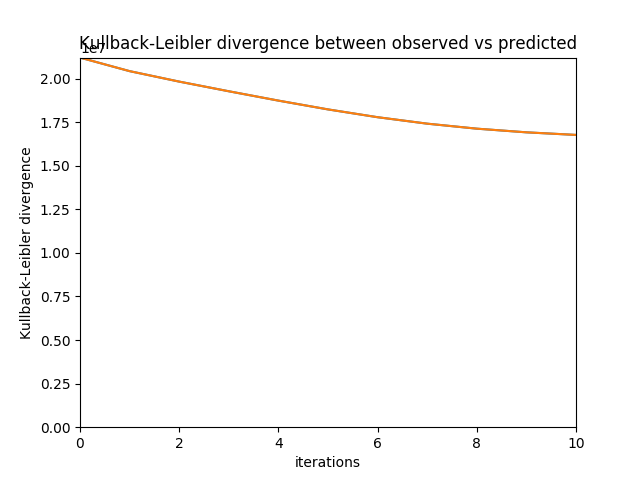 Kullback-Leibler divergence between observed vs predicted
1e7
2.00
1.75
1.50
1.25
1.00
0.75
0.50
0.25
0.00
Kullback-Leibler divergence
0 2 4 6 8 10
iterations